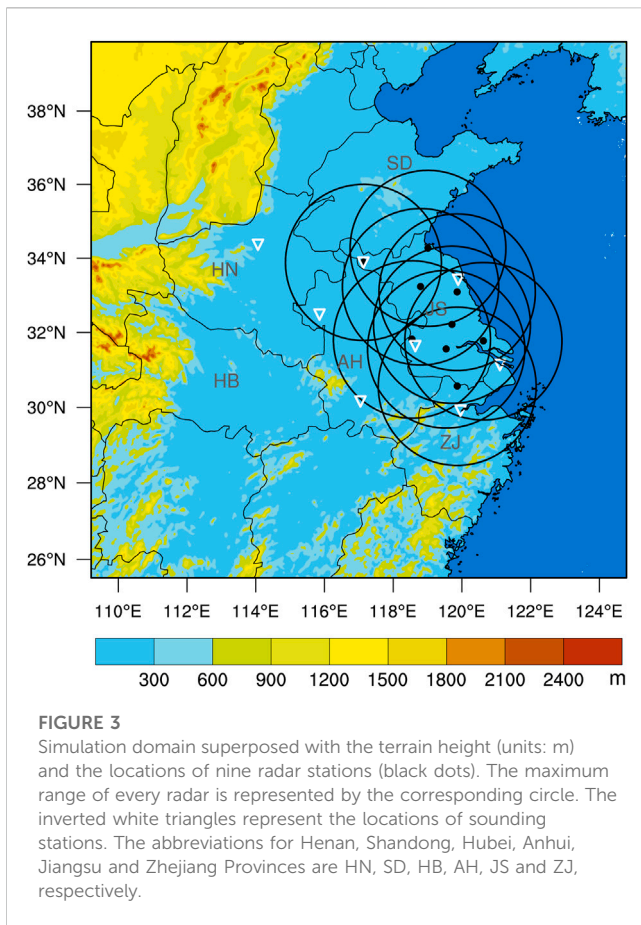 38°N
36°N
34°N
32°N
30°N
28°N
26°N
SD
HN
JS
AH
HB
ZJ
110°E 112°E 114°E 116°E 118°E 120°E 122°E 124°E
300 600 900 1200 1500 1800 2100 2400 m
FIGURE 3
Simulation domain superposed with the terrain height (units: m)
and the locations of nine radar stations (black dots). The maximum
range of every radar is represented by the corresponding circle. The
inverted white triangles represent the locations of sounding
stations. The abbreviations for Henan, Shandong, Hubei, Anhui,
Jiangsu and Zhejiang Provinces are HN, SD, HB, AH, JS and ZJ,
respectively.